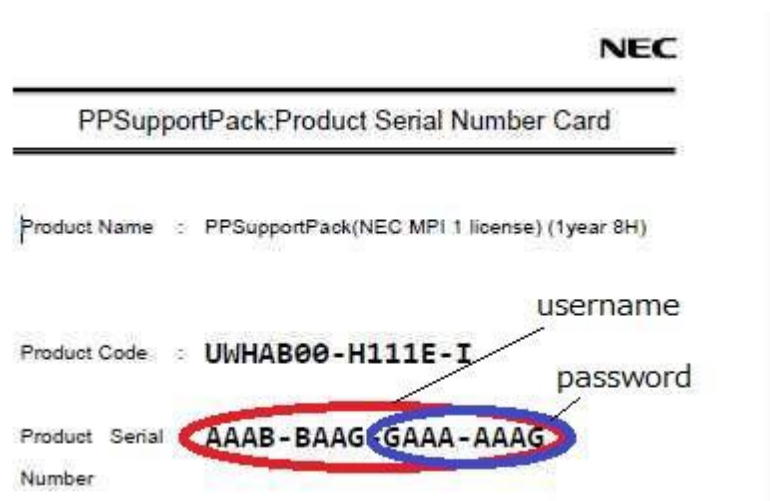 NEC
PPSupportPack:Product Serial Number Card
Product Name : PPSupportPack(NEC MPI 1 license) (1year 8H)
username
Product Code : UWHAB00-H111E-I
password
Product Serial AAAB-BAAG-GAAA-AAAG
Number